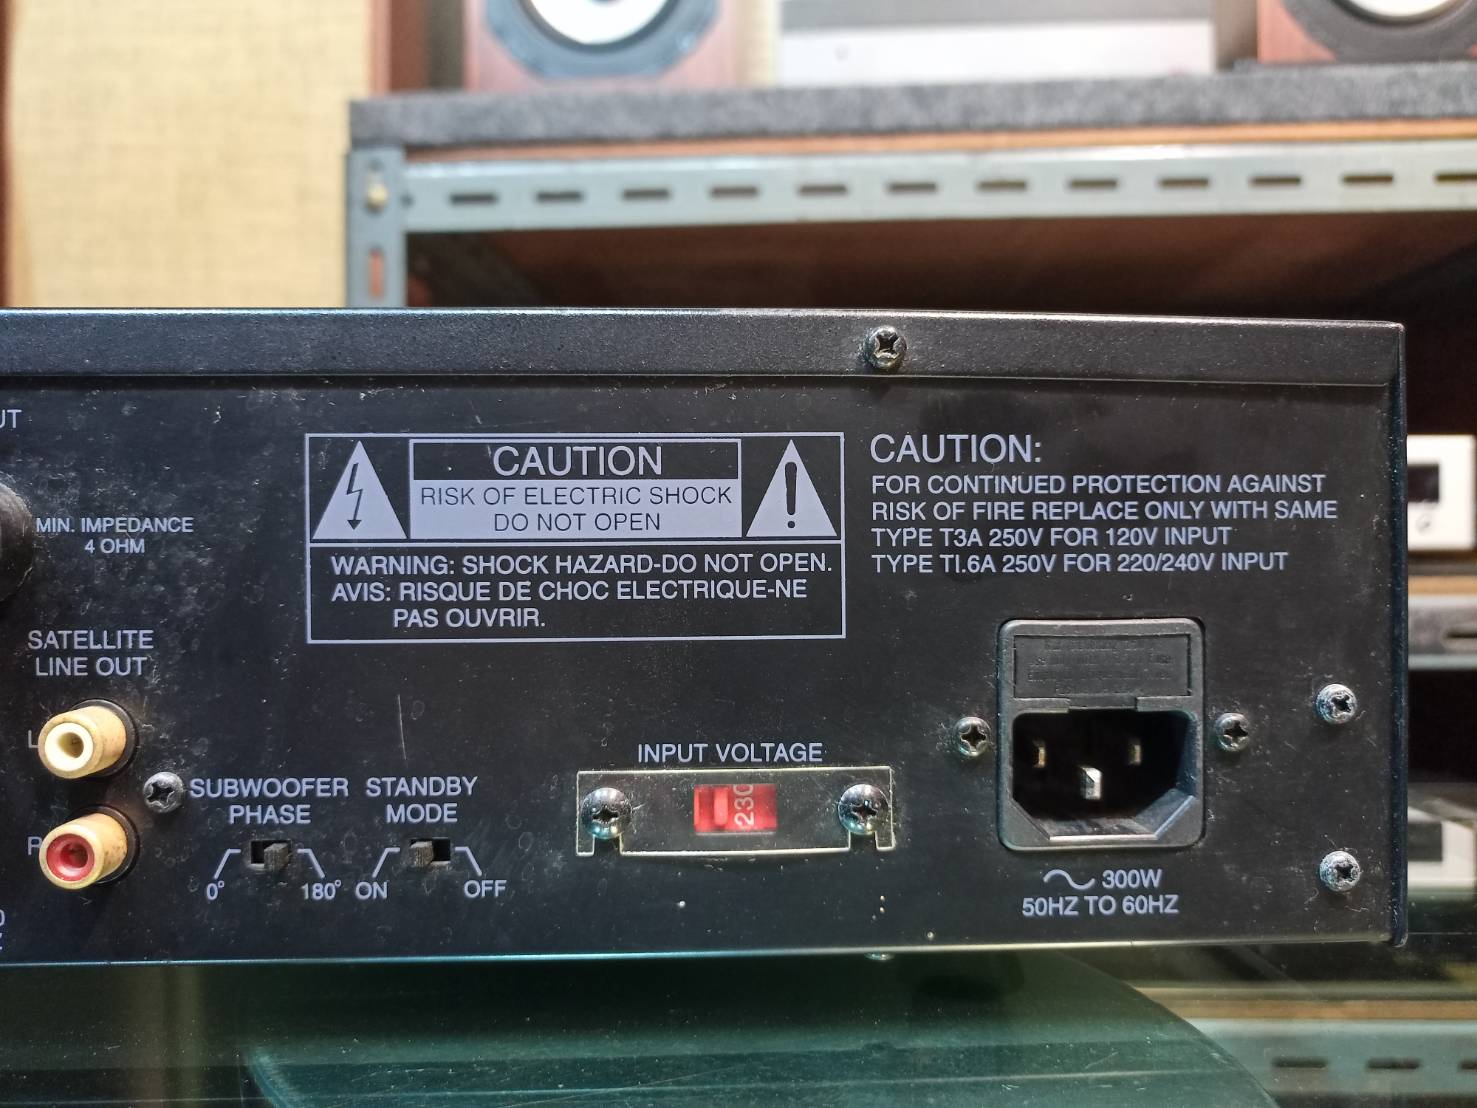 UT
MIN. IMPEDANCE
4 OHM
CAUTION
RISK OF ELECTRIC SHOCK
DO NOT OPEN
WARNING: SHOCK HAZARD-DO NOT OPEN.
AVIS: RISQUE DE CHOC ELECTRIQUE-NE
PAS OUVRIR.
CAUTION:
FOR CONTINUED PROTECTION AGAINST
RISK OF FIRE REPLACE ONLY WITH SAME
TYPE T3A 250V FOR 120V INPUT
TYPE TI.6A 250V FOR 220/240V INPUT
SATELLITE
LINE OUT
L
R
SUBWOOFER
PHASE
0° 180°
STANDBY
MODE
ON OFF
INPUT VOLTAGE
230
300W
50HZ TO 60HZ